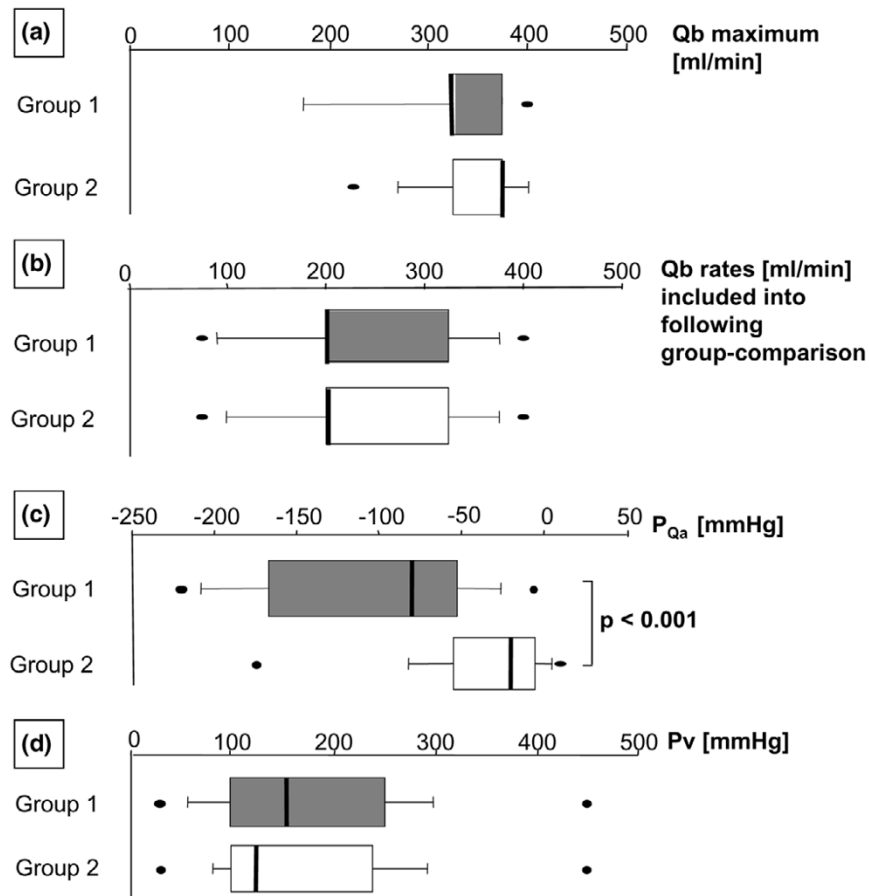 (a)
0 100 200 300 400 500
Qb maximum
[ml/min]
Group 1
Group 2
(b)
0 100 200 300 400 500
Qb rates [ml/min]
included into
following
group-comparison
Group 1
Group 2
(c)
-250 -200 -150 -100 -50 0 50
PQa [mmHg]
Group 1
p < 0.001
Group 2
(d)
0 100 200 300 400 500
Pv [mmHg]
Group 1
Group 2